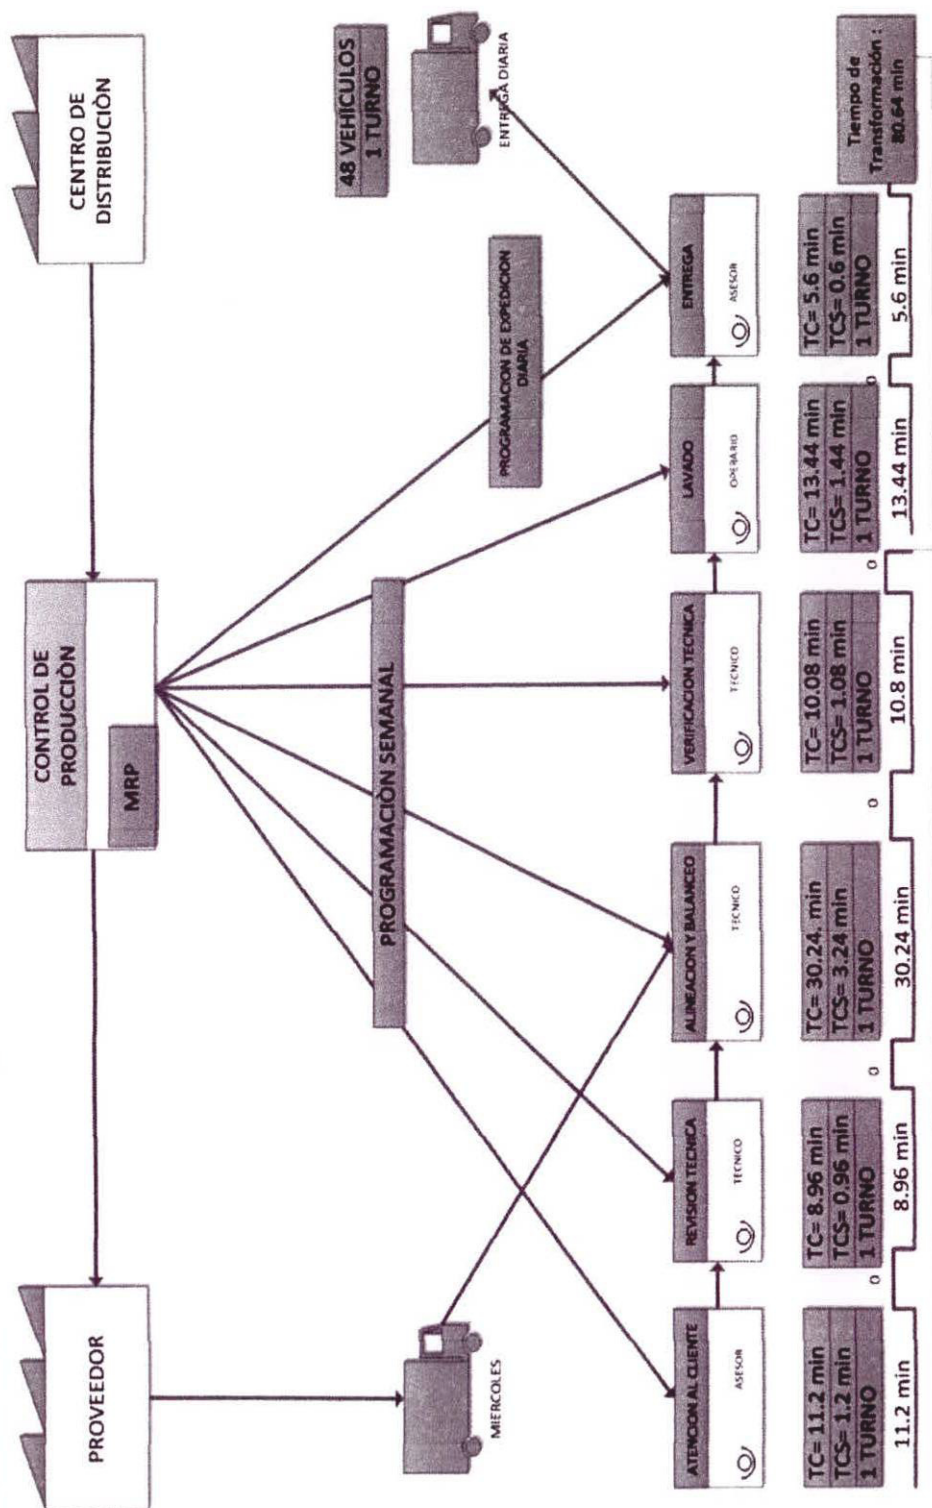 PROVEEDOR
CONTROL DE
PRODUCCIÒN
MRP
CENTRO DE
DISTRIBUCIÒN
MIERCOLES
PROGRAMACIÒN SEMANAL
PROGRAMACION DE EXPEDICION
DIARIA
48 VEHICULOS
1 TURNO
ENTREGA DIARIA
ATENCION AL CLIENTE
ASESOR
REVISION TECNICA
TECNICO
ALINEACION Y BALANCEO
TECNICO
VERIFICACION TECNICA
TECNICO
LAVADO
OPERARIO
ENTREGA
ASESOR
TC= 11.2 min
TCS= 1.2 min
1 TURNO
TC= 8.96 min
TCS= 0.96 min
1 TURNO
TC= 30.24. min
TCS= 3.24 min
1 TURNO
TC= 10.08 min
TCS= 1.08 min
1 TURNO
TC= 13.44 min
TCS= 1.44 min
1 TURNO
TC= 5.6 min
TCS= 0.6 min
1 TURNO
11.2 min
0
8.96 min
0
30.24 min
0
10.8 min
0
13.44 min
0
5.6 min
Tiempo de
Transformación :
80.64 min